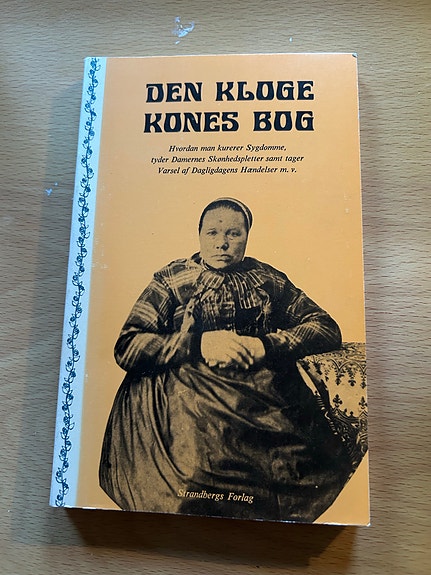 DEN KLOGE
KONES BOG
Hvordan man kurerer Sygdomme,
tyder Damernes Skønhedspletter samt tager
Varsel af Dagligdagens Hændelser m. v.
Strandbergs Forlag